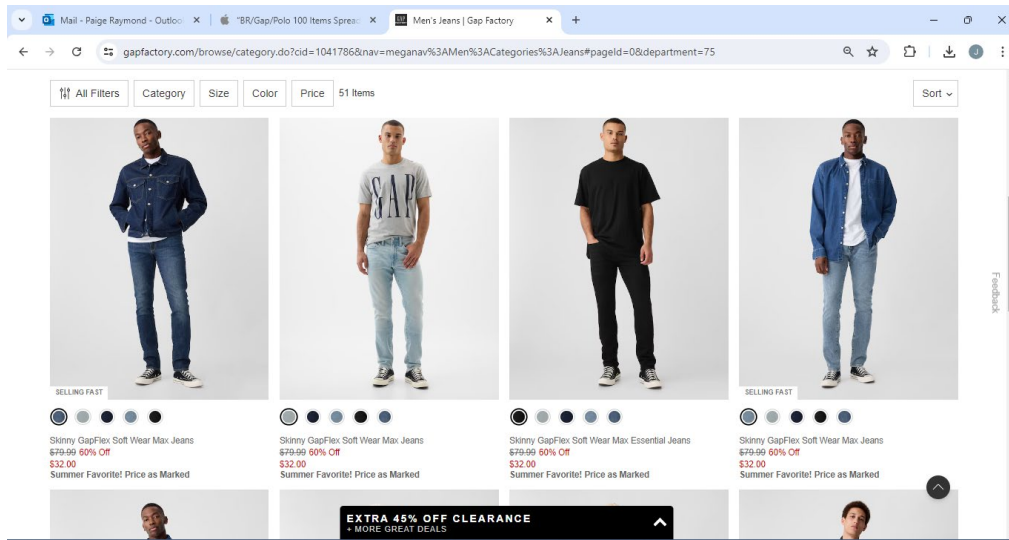 Mail - Paige Raymond - Outloo
"BR/Gap/Polo 100 Items Spread
GAP
Men's Jeans | Gap Factory
gapfactory.com/browse/category.do?cid=1041786&nav=meganav%3AMen%3ACategories%3AJeans#pageId=0&department=75
J
All Filters
Category
Size
Color
Price
51 Items
Sort
GAP
Feedback
SELLING FAST
SELLING FAST
Skinny GapFlex Soft Wear Max Jeans
$79.99 60% Off
$32.00
Summer Favorite! Price as Marked
Skinny GapFlex Soft Wear Max Jeans
$79.99 60% Off
$32.00
Summer Favorite! Price as Marked
Skinny GapFlex Soft Wear Max Essential Jeans
$79.99 60% Off
$32.00
Summer Favorite! Price as Marked
Skinny GapFlex Soft Wear Max Jeans
$79.99 60% Off
$32.00
Summer Favorite! Price as Marked
EXTRA 45% OFF CLEARANCE
+ MORE GREAT DEALS